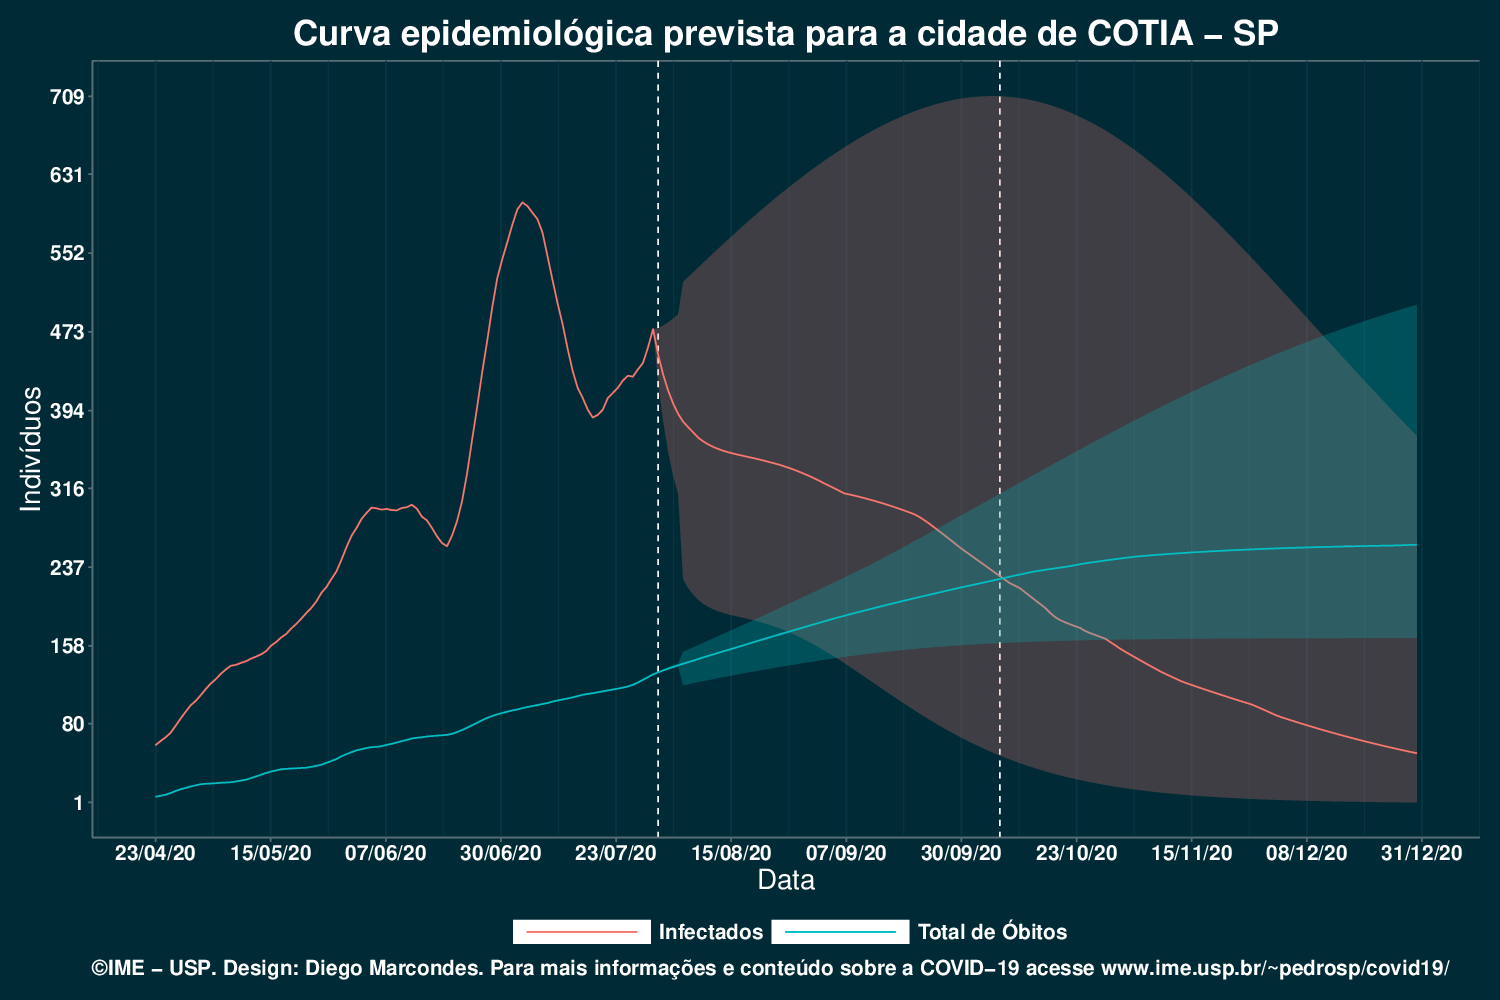 Curva epidemiológica prevista para a cidade de COTIA – SP
709
631
552
473
394
316
237
158
80
1
Indivíduos
23/04/20 15/05/20 07/06/20 30/06/20 23/07/20 15/08/20 07/09/20 30/09/20 23/10/20 15/11/20 08/12/20 31/12/20
Data
Infectados Total de Óbitos
©IME – USP. Design: Diego Marcondes. Para mais informações e conteúdo sobre a COVID–19 acesse www.ime.usp.br/~pedrosp/covid19/